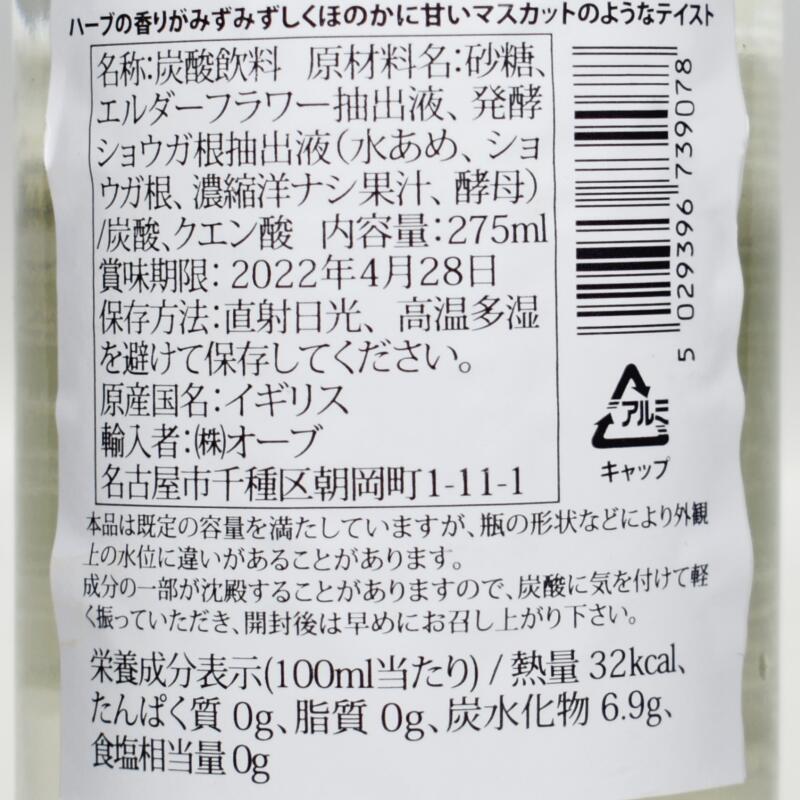 ハーブの香りがみずみずしくほのかに甘いマスカットのようなテイスト
名称:炭酸飲料　原材料名:砂糖、
エルダーフラワー抽出液、発酵
ショウガ根抽出液(水あめ、ショ
ウガ根、濃縮洋ナシ果汁、酵母)
/炭酸、クエン酸　内容量:275ml
賞味期限: 2022年4月28日
保存方法:直射日光、高温多湿
を避けて保存してください。
原産国名:イギリス
輸入者:㈱オーブ
名古屋市千種区朝岡町1-11-1
5 029396 739078
アルミ
キャップ
本品は既定の容量を満たしていますが、瓶の形状などにより外観
上の水位に違いがあることがあります。
成分の一部が沈殿することがありますので、炭酸に気を付けて軽
く振っていただき、開封後は早めにお召し上がり下さい。
栄養成分表示(100ml当たり) / 熱量 32kcal、
たんぱく質 0g、脂質 0g、炭水化物 6.9g、
食塩相当量 0g